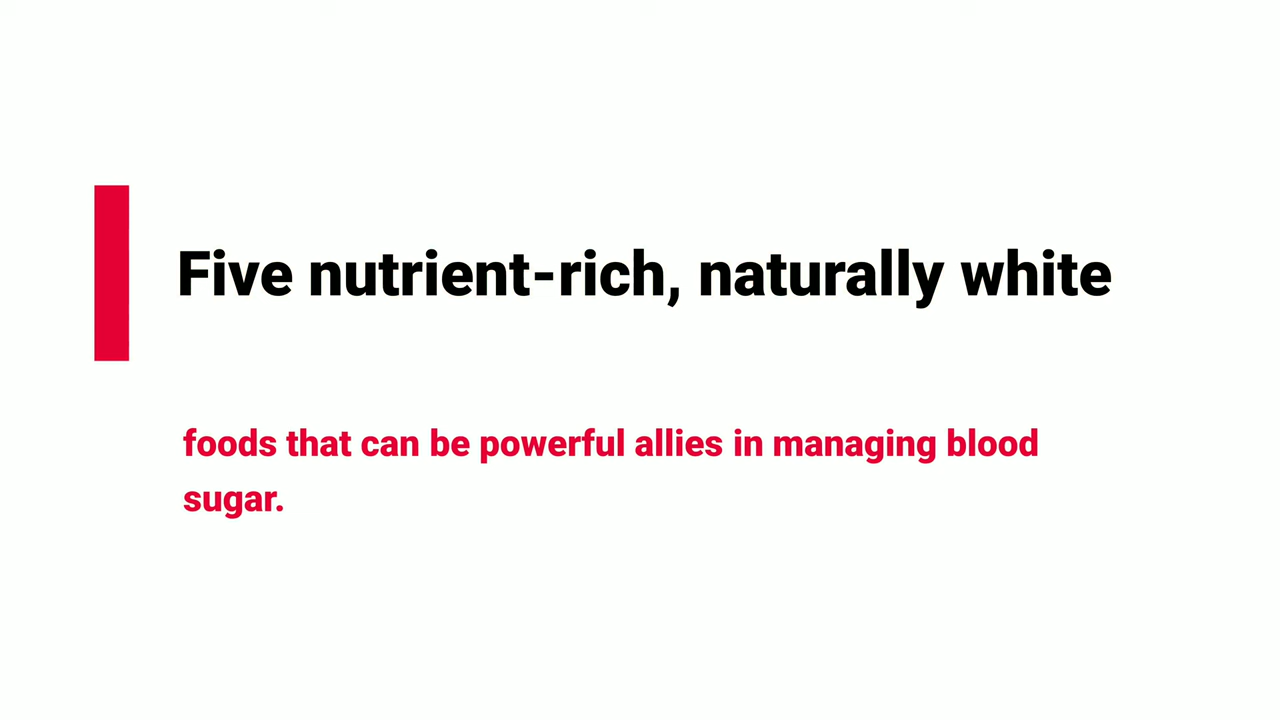 Five nutrient-rich, naturally white
foods that can be powerful allies in managing blood
sugar.